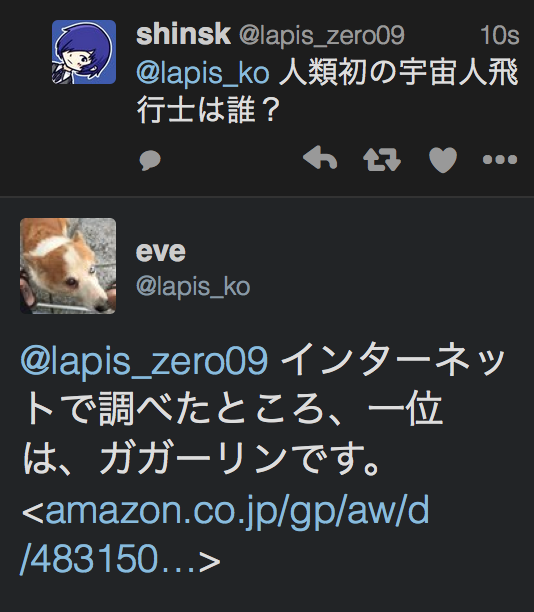 shinsk @lapis_zero09 10s
@lapis_ko 人類初の宇宙人飛
行士は誰？
eve
@lapis_ko
@lapis_zero09 インターネッ
トで調べたところ、一位
は、ガガーリンです。
<amazon.co.jp/gp/aw/d
/483150…>